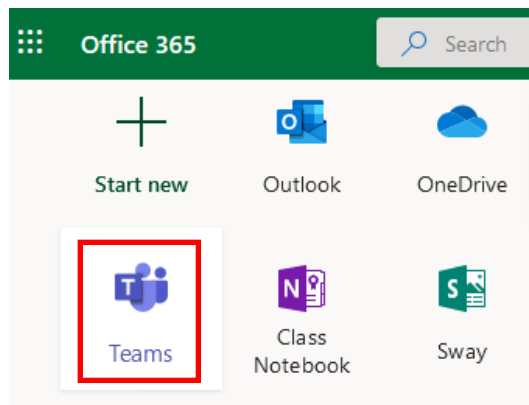 Office 365
Search
Start new
Outlook
OneDrive
Teams
Class
Notebook
Sway